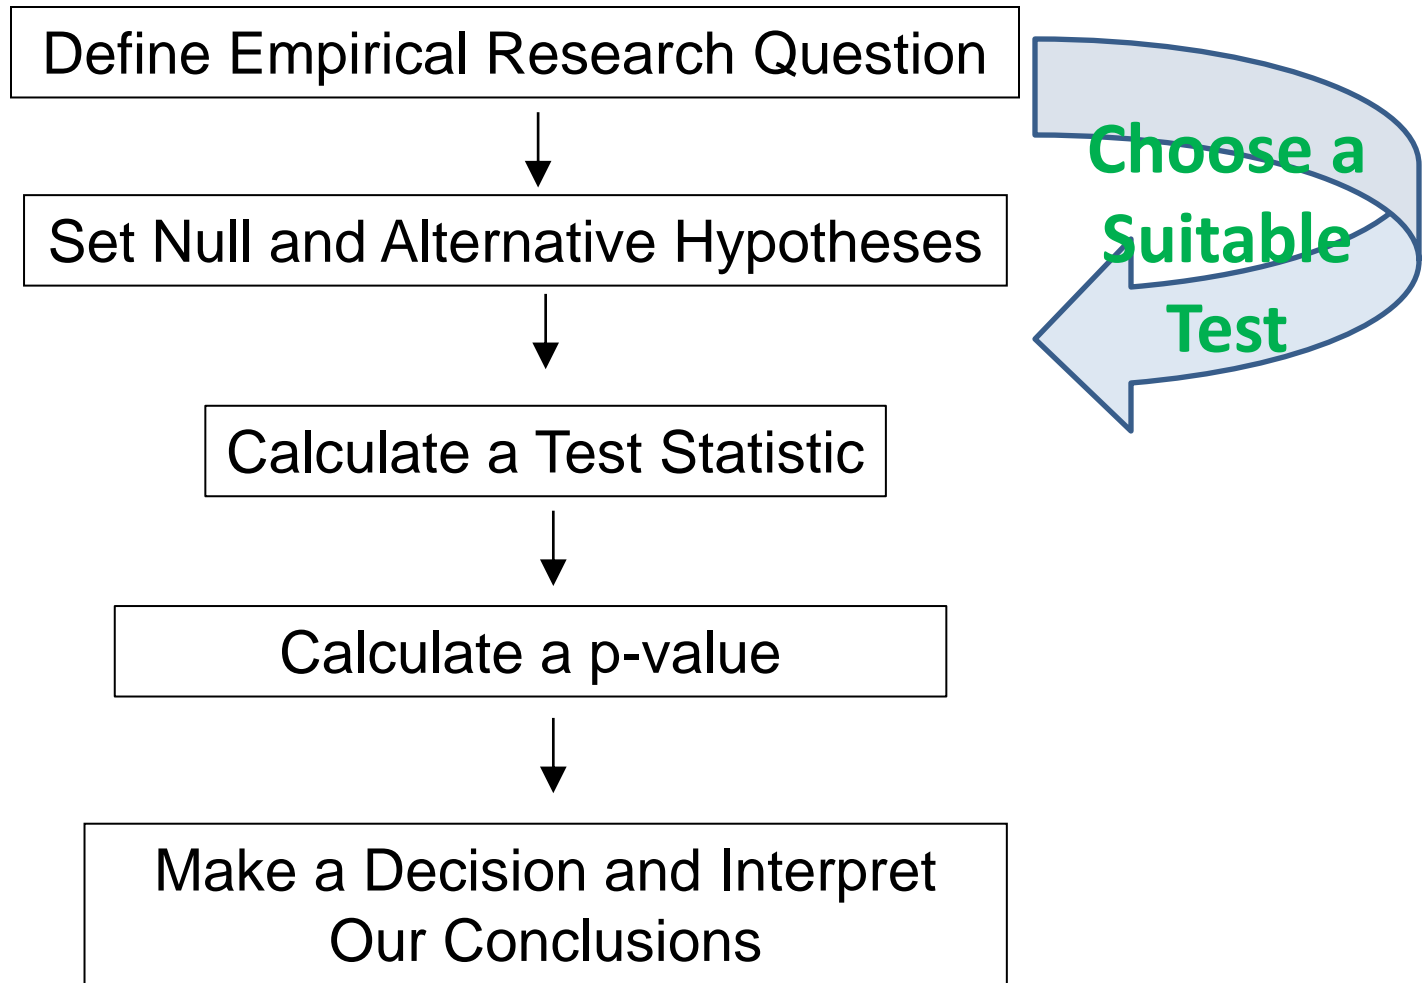 Define Empirical Research Question
Choose a
Suitable
Test
Set Null and Alternative Hypotheses
Calculate a Test Statistic
Calculate a p-value
Make a Decision and Interpret
Our Conclusions